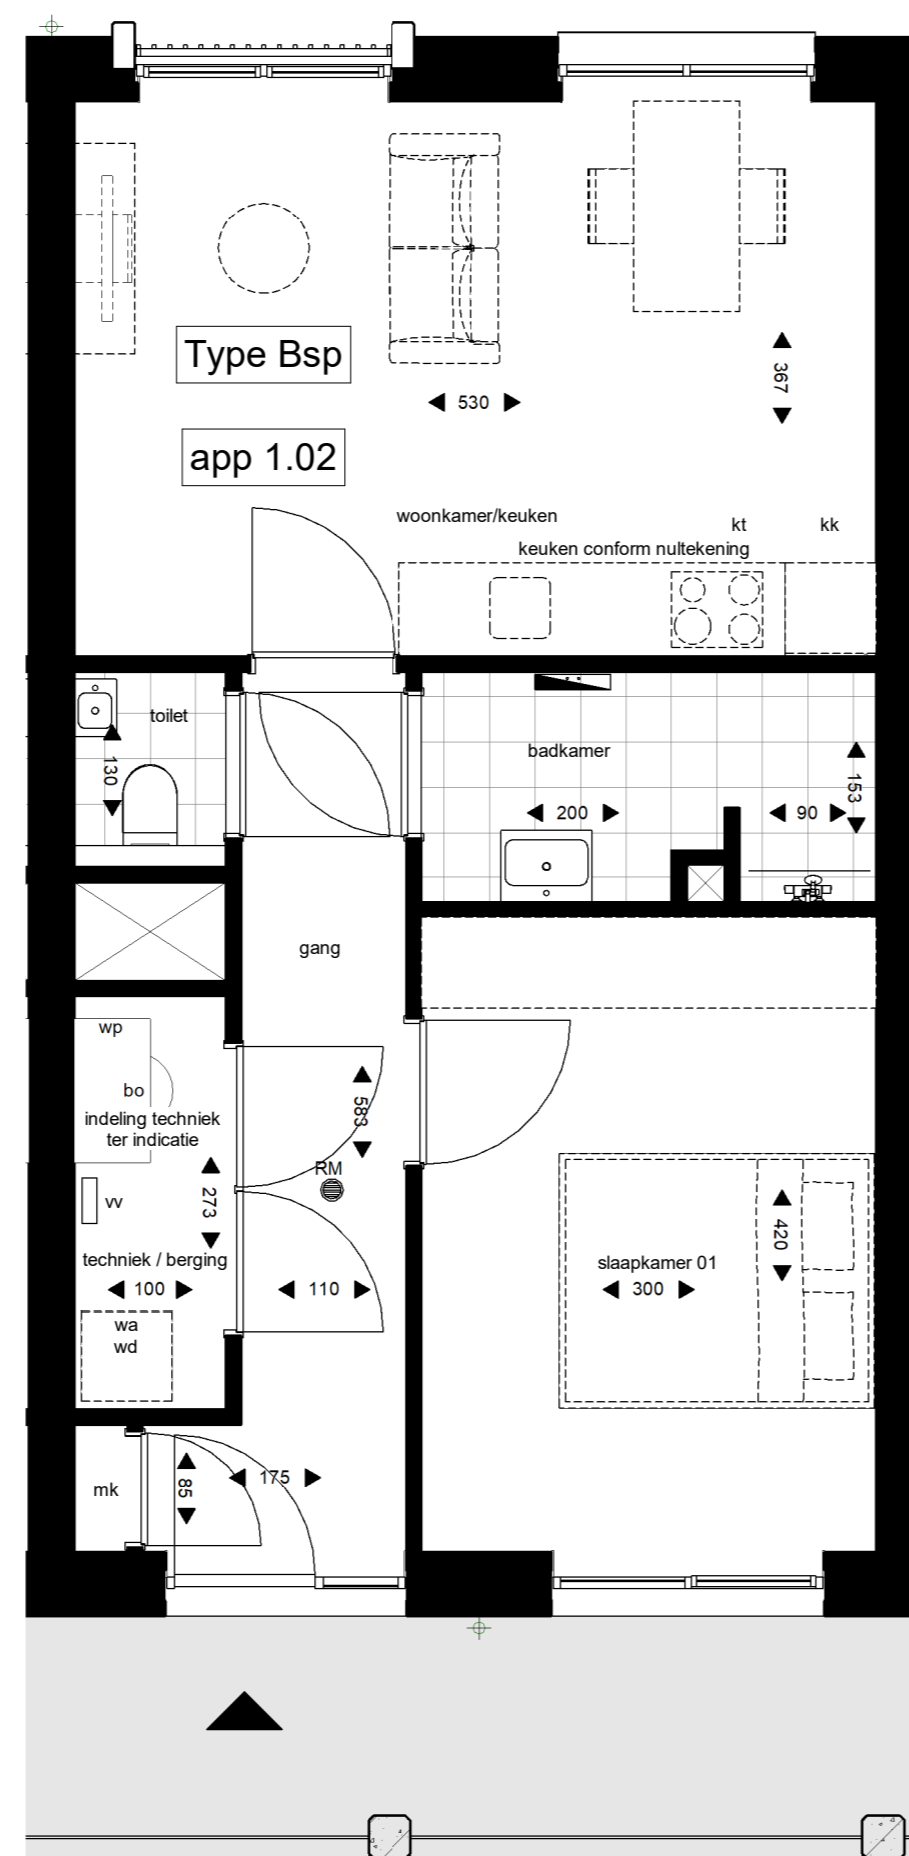 Type Bsp
367
530
app 1.02
woonkamer/keuken
kt
kk
keuken conform nultekening
toilet
badkamer
130
153
200
90
gang
wp
bo
indeling techniek
ter indicatie
583
RM
vv
273
420
techniek / berging
slaapkamer 01
100
110
300
wa
wd
mk
85
175